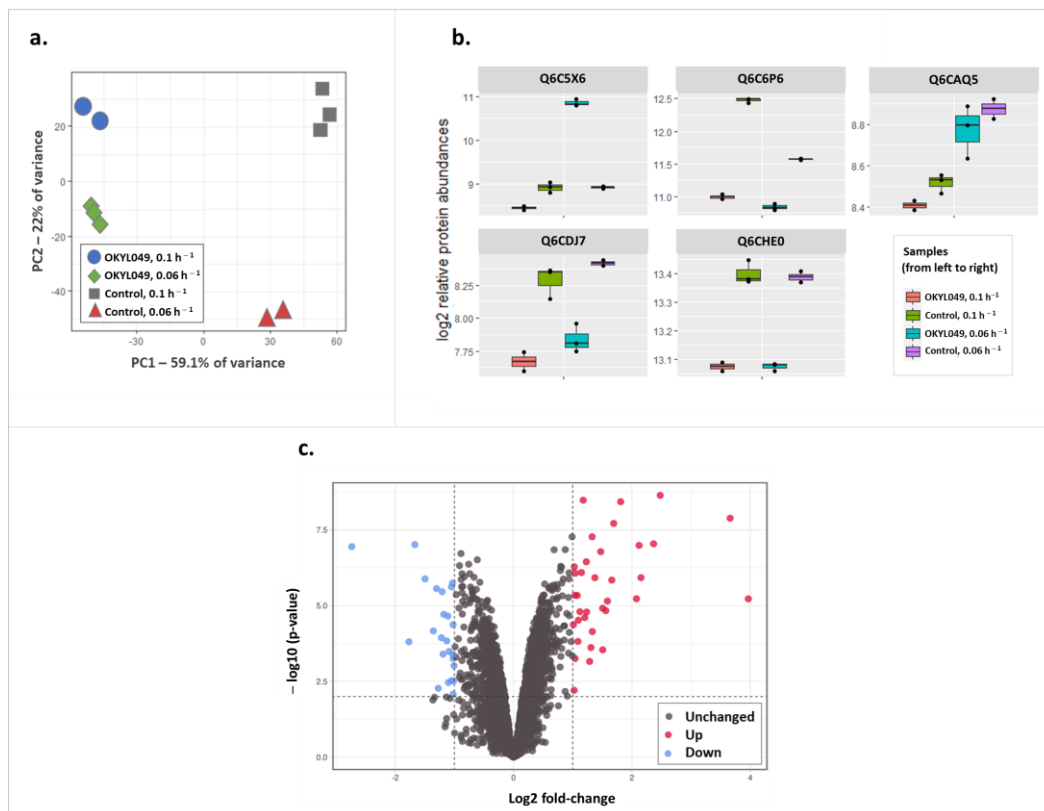 a.
20
0
-20
-40
-30
0
30
60
PC2 – 22% of variance
PC1 – 59.1% of variance
OKYL049, 0.1 h⁻¹
OKYL049, 0.06 h⁻¹
Control, 0.1 h⁻¹
Control, 0.06 h⁻¹
b.
log2 relative protein abundances
Q6C5X6
11
10
9
Q6C6P6
12.5
12.0
11.5
11.0
Q6CAQ5
8.8
8.6
8.4
Q6CDJ7
8.25
8.00
7.75
Q6CHE0
13.4
13.3
13.2
13.1
Samples
(from left to right)
OKYL049, 0.1 h⁻¹
Control, 0.1 h⁻¹
OKYL049, 0.06 h⁻¹
Control, 0.06 h⁻¹
c.
– log10 (p-value)
7.5
5.0
2.5
0.0
-2
0
2
4
Log2 fold-change
Unchanged
Up
Down